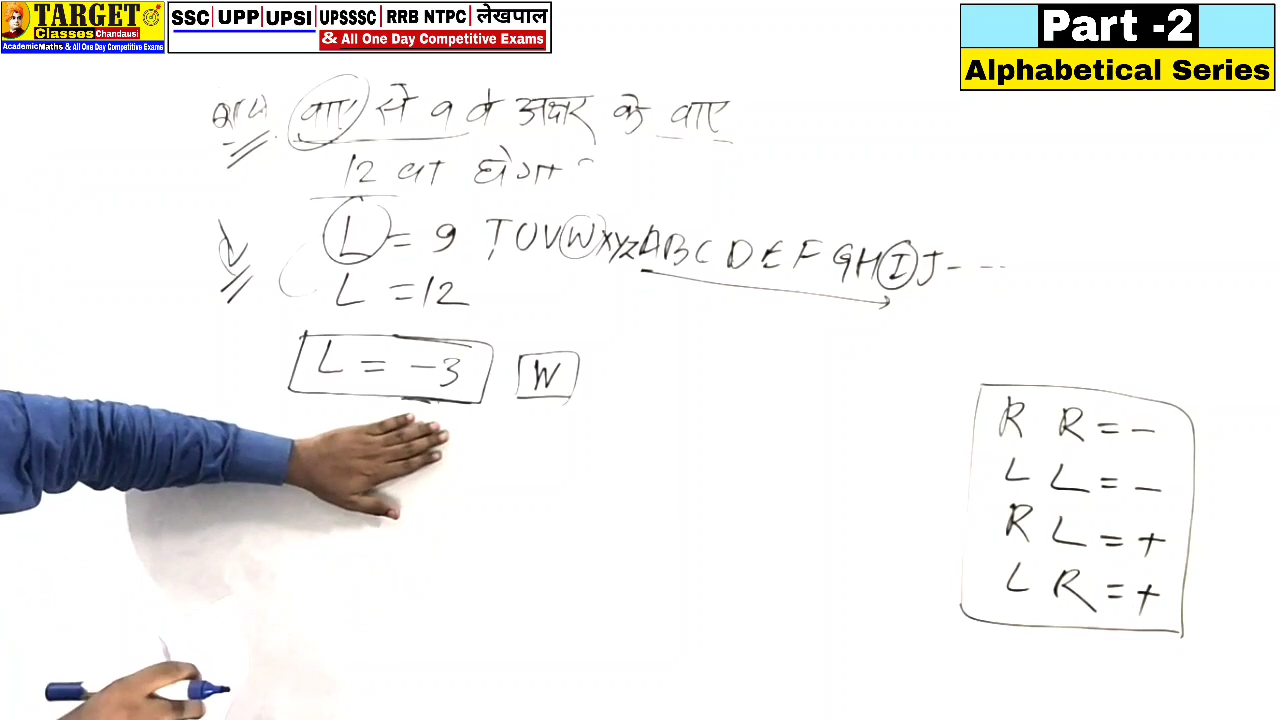 TARGET
Classes Chandausi
Academic Maths & All One Day Competitive Exams
SSC UPP UPSI UPSSSC RRB NTPC लेखपाल
& All One Day Competitive Exams
Part -2
Alphabetical Series
बाए से 9 वे अक्षर के बाए
12 वा होगा
L = 9 T U V W X Y Z A B C D E F G H I J - - -
L = 12
L = -3 W
R R = -
L L = -
R L = +
L R = +